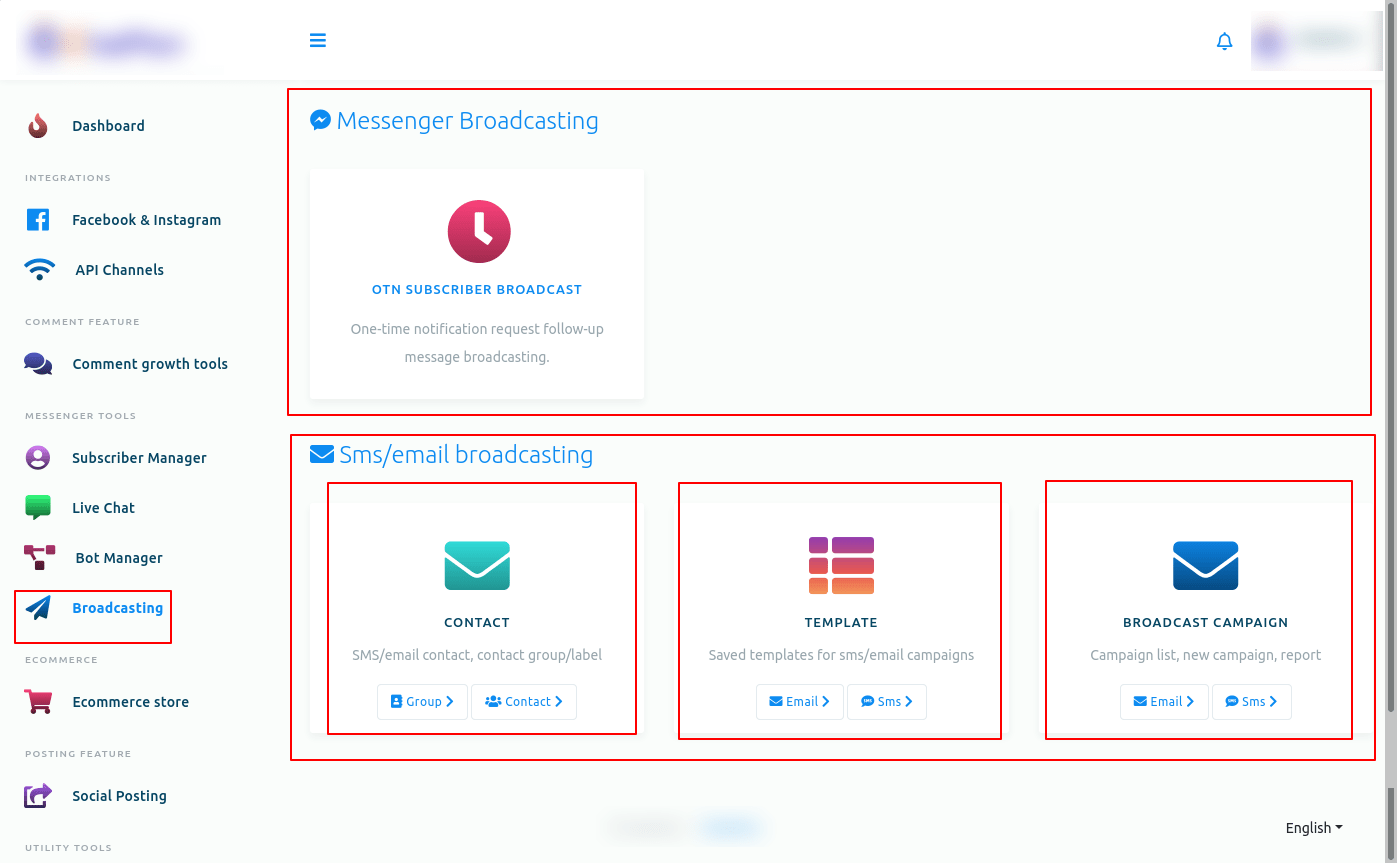 Dashboard
INTEGRATIONS
Facebook & Instagram
API Channels
COMMENT FEATURE
Comment growth tools
MESSENGER TOOLS
Subscriber Manager
Live Chat
Bot Manager
Broadcasting
ECOMMERCE
Ecommerce store
POSTING FEATURE
Social Posting
UTILITY TOOLS
Messenger Broadcasting
OTN SUBSCRIBER BROADCAST
One-time notification request follow-up
message broadcasting.
Sms/email broadcasting
CONTACT
SMS/email contact, contact group/label
Group
Contact
TEMPLATE
Saved templates for sms/email campaigns
Email
Sms
BROADCAST CAMPAIGN
Campaign list, new campaign, report
Email
Sms
English